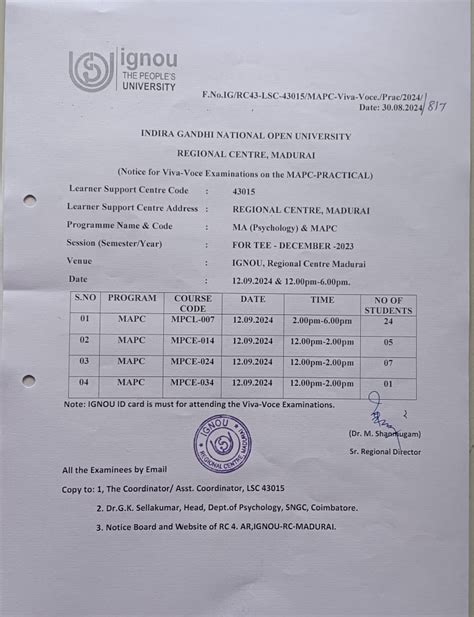 ignou
THE PEOPLE'S
UNIVERSITY
F.No.IG/RC43-LSC-43015/MAPC-Viva-Voce./Prac/2024/
Date: 30.08.2024 817
INDIRA GANDHI NATIONAL OPEN UNIVERSITY
REGIONAL CENTRE, MADURAI
(Notice for Viva-Voce Examinations on the MAPC-PRACTICAL)
Learner Support Centre Code : 43015
Learner Support Centre Address : REGIONAL CENTRE, MADURAI
Programme Name & Code : MA (Psychology) & MAPC
Session (Semester/Year) : FOR TEE - DECEMBER -2023
Venue : IGNOU, Regional Centre Madurai
Date : 12.09.2024 & 12.00pm-6.00pm.
S.NO PROGRAM COURSE CODE DATE TIME NO OF STUDENTS
01 MAPC MPCL-007 12.09.2024 2.00pm-6.00pm 24
02 MAPC MPCE-014 12.09.2024 12.00pm-2.00pm 05
03 MAPC MPCE-024 12.09.2024 12.00pm-2.00pm 07
04 MAPC MPCE-034 12.09.2024 12.00pm-2.00pm 01
Note: IGNOU ID card is must for attending the Viva-Voce Examinations.
IGNOU
REGIONAL CENTRE, MADURAI
(Dr. M. Shanmugam)
Sr. Regional Director
All the Examinees by Email
Copy to: 1, The Coordinator/ Asst. Coordinator, LSC 43015
2. Dr.G.K. Sellakumar, Head, Dept.of Psychology, SNGC, Coimbatore.
3. Notice Board and Website of RC 4. AR,IGNOU-RC-MADURAI.